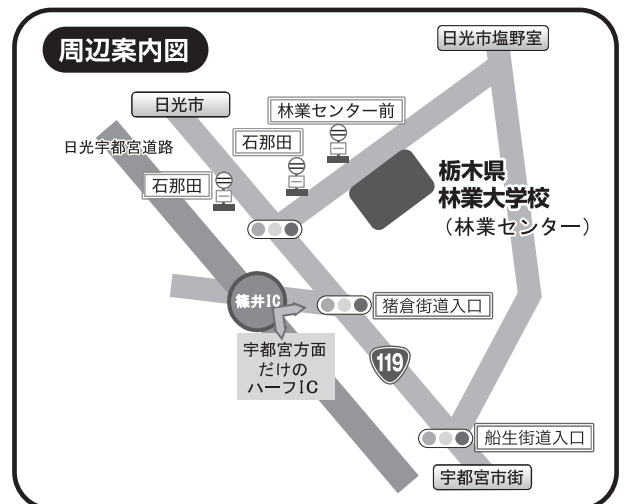 周辺案内図
日光市塩野室
日光市
林業センター前
日光宇都宮道路
石那田
石那田
栃木県
林業大学校
（林業センター）
篠井IC
猪倉街道入口
宇都宮方面
だけの
ハーフIC
119
船生街道入口
宇都宮市街